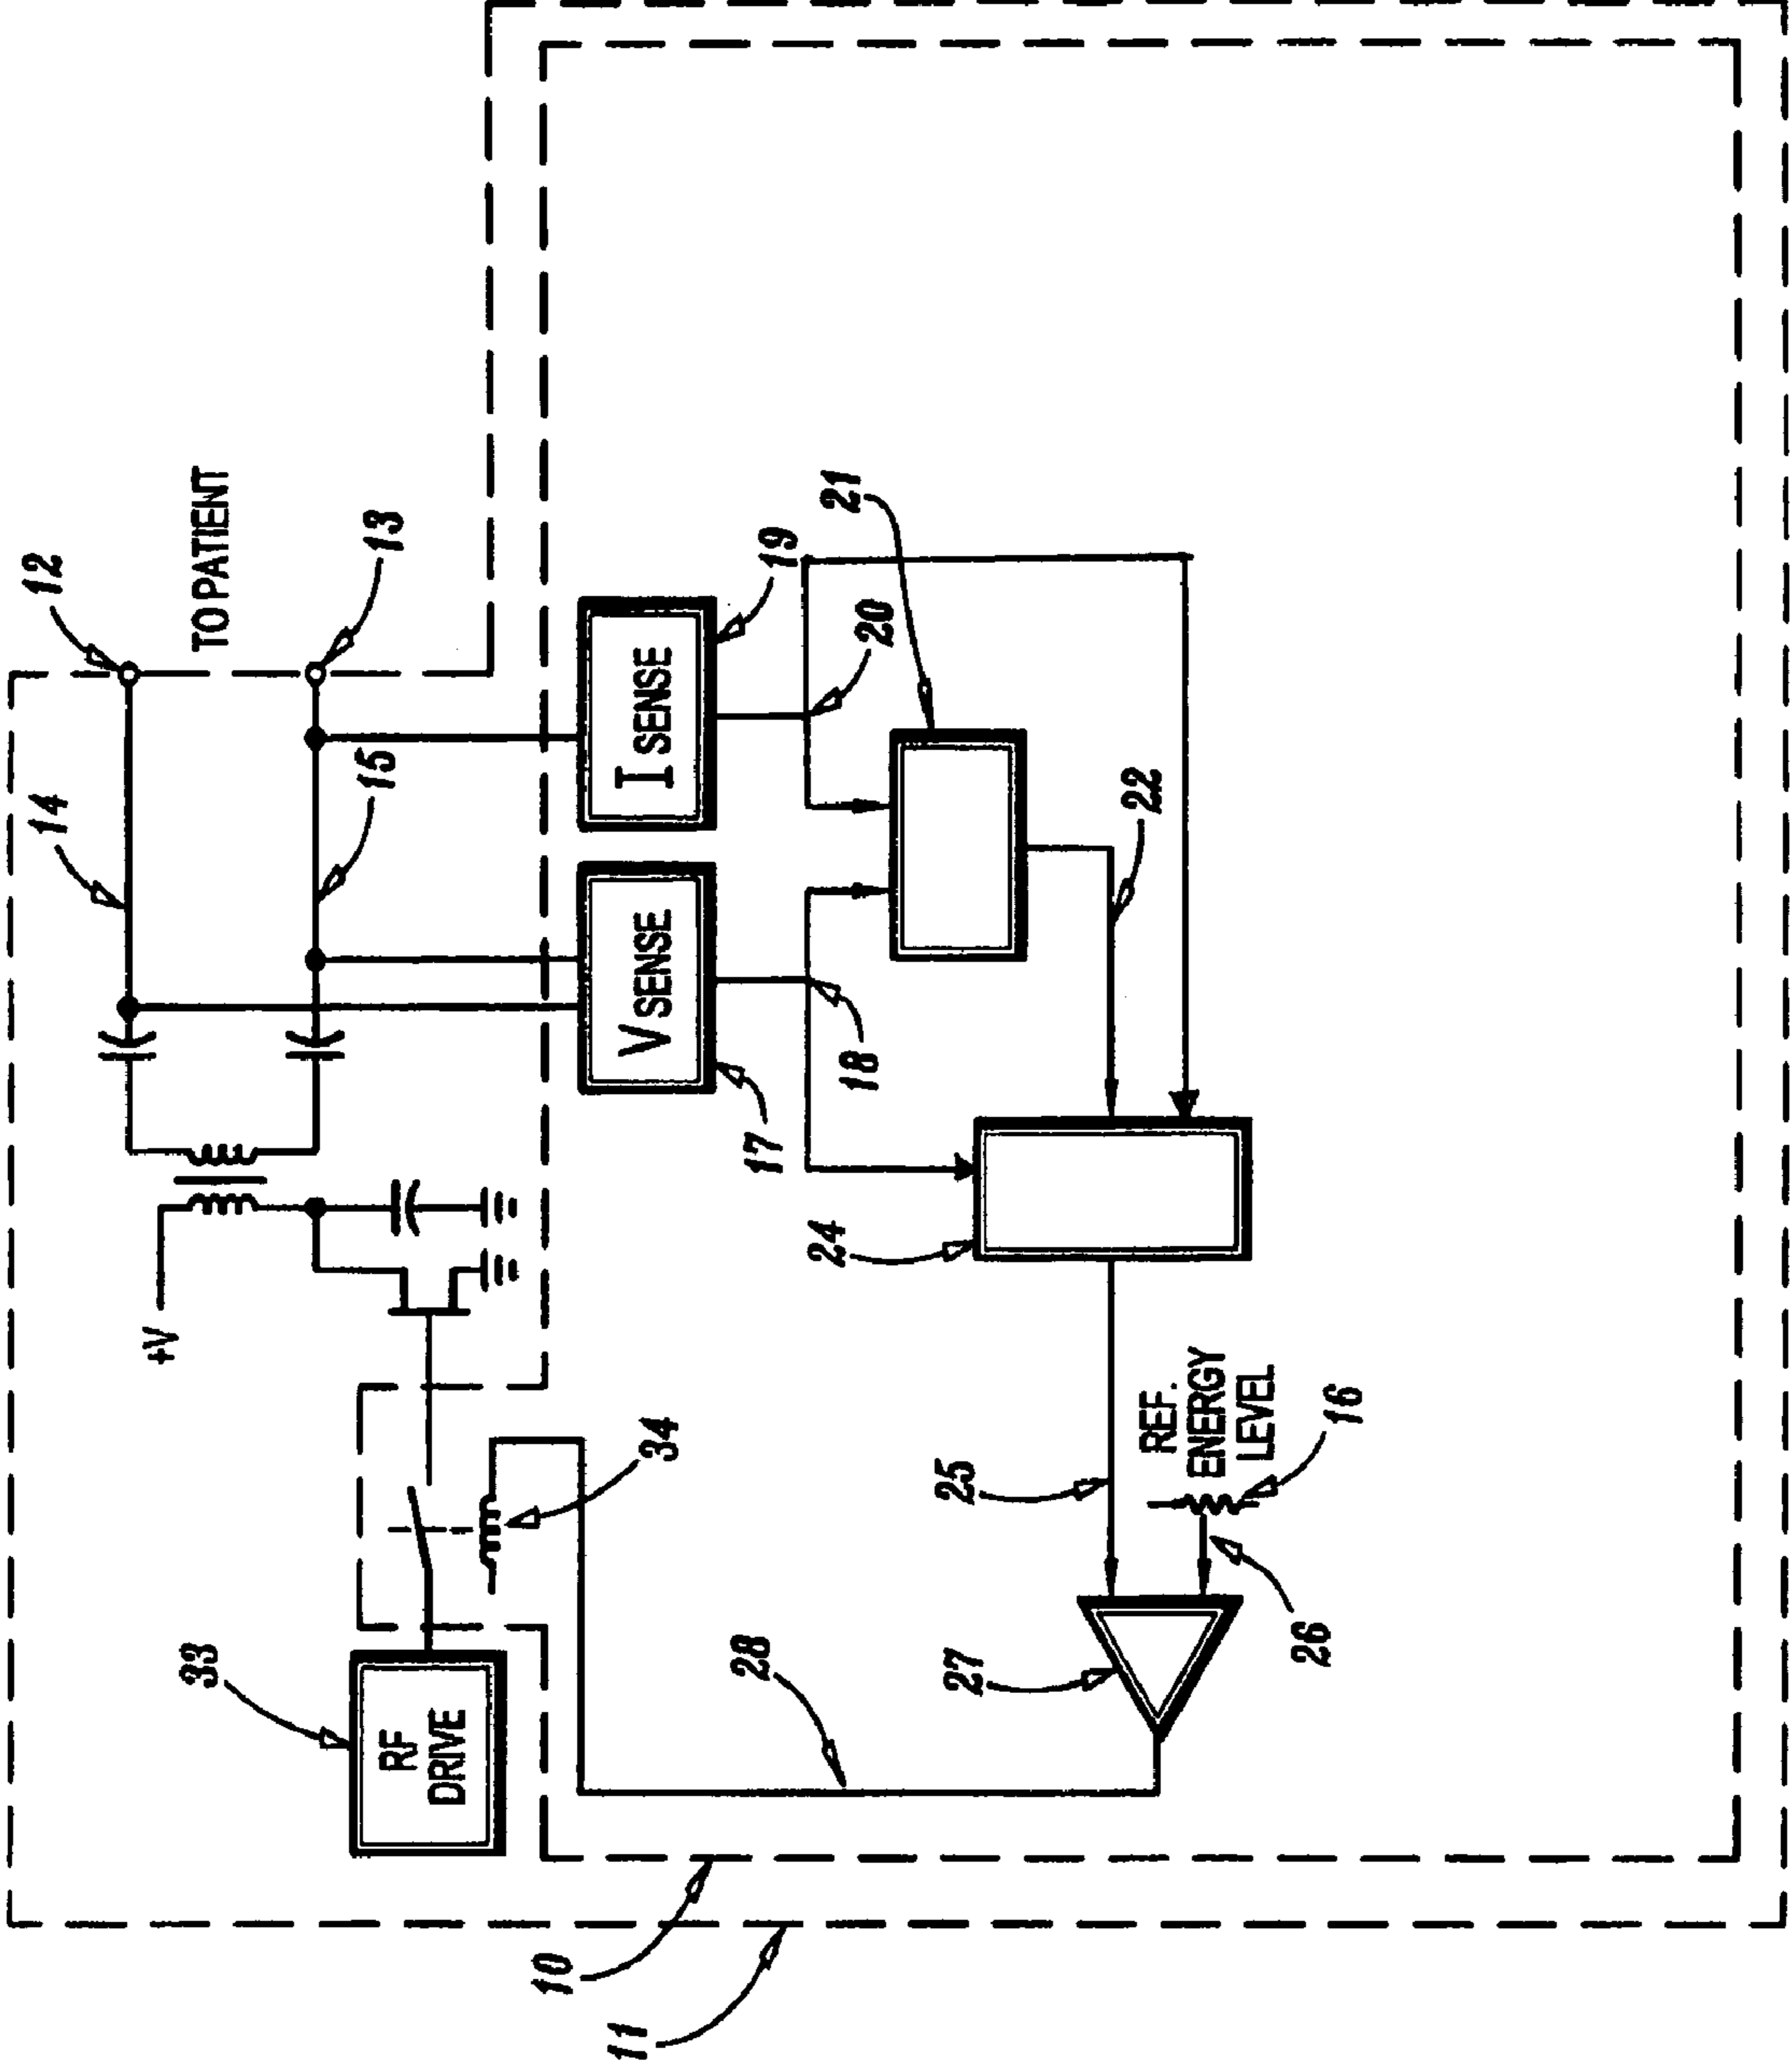 33
RF
DRIVE
34
+V
14
15
12
TO PATIENT
13
V SENSE
I SENSE
17
18
19
20
21
22
24
25
REF.
ENERGY
LEVEL
16
26
27
28
10
11